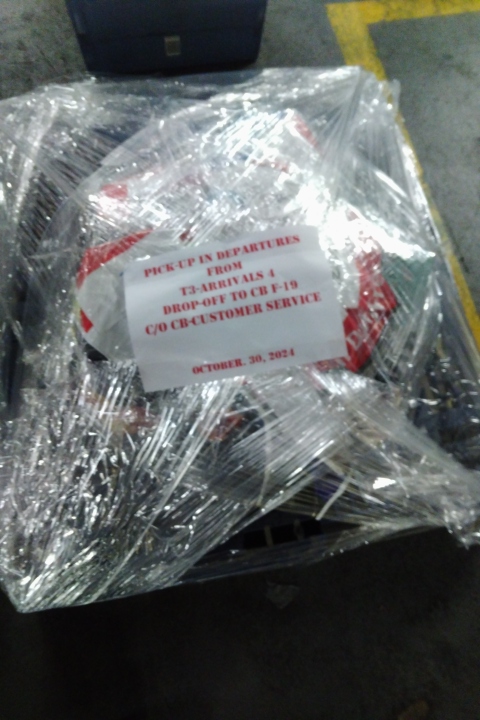 PICK-UP IN DEPARTURES
FROM
T3-ARRIVALS 4
DROP-OFF TO CB F-19
C/O CB-CUSTOMER SERVICE
OCTOBER. 30, 2024